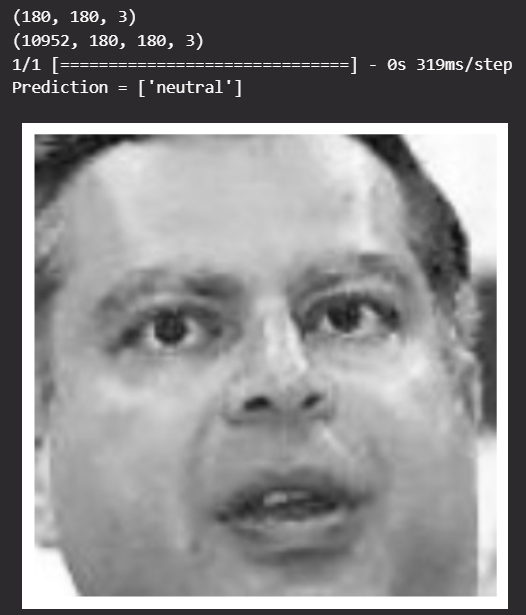 (180, 180, 3)
(10952, 180, 180, 3)
1/1 [==============================] - 0s 319ms/step
Prediction = ['neutral']